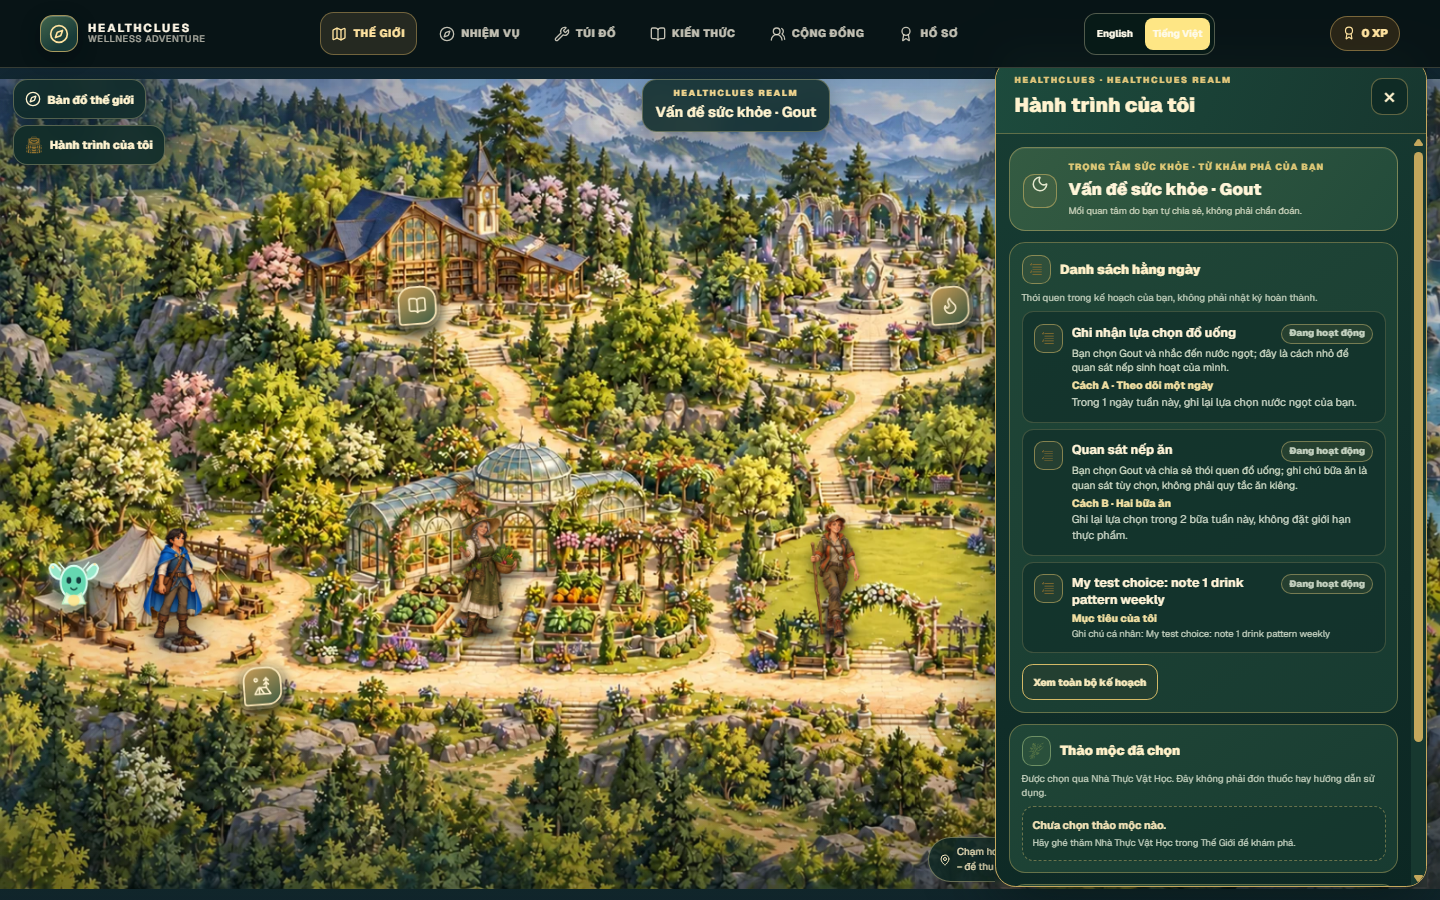 HEALTHCLUES
WELLNESS ADVENTURE
THẾ GIỚI
NHIỆM VỤ
TÚI ĐỒ
KIẾN THỨC
CỘNG ĐỒNG
HỒ SƠ
English
Tiếng Việt
0 XP
Bản đồ thế giới
Hành trình của tôi
HEALTHCLUES REALM
Vấn đề sức khỏe · Gout
HEALTHCLUES · HEALTHCLUES REALM
Hành trình của tôi
TRỌNG TÂM SỨC KHỎE · TỪ KHÁM PHÁ CỦA BẠN
Vấn đề sức khỏe · Gout
Mối quan tâm do bạn tự chia sẻ, không phải chẩn đoán.
Danh sách hằng ngày
Thói quen trong kế hoạch của bạn, không phải nhật ký hoàn thành.
Ghi nhận lựa chọn đồ uống
Đang hoạt động
Bạn chọn Gout và nhắc đến nước ngọt; đây là cách nhỏ để
quan sát nếp sinh hoạt của mình.
Cách A · Theo dõi một ngày
Trong 1 ngày tuần này, ghi lại lựa chọn nước ngọt của bạn.
Quan sát nếp ăn
Đang hoạt động
Bạn chọn Gout và chia sẻ thói quen đồ uống; ghi chú bữa ăn là
quan sát tùy chọn, không phải quy tắc ăn kiêng.
Cách B · Hai bữa ăn
Ghi lại lựa chọn trong 2 bữa tuần này, không đặt giới hạn
thực phẩm.
My test choice: note 1 drink
pattern weekly
Đang hoạt động
Mục tiêu của tôi
Ghi chú cá nhân: My test choice: note 1 drink pattern weekly
Xem toàn bộ kế hoạch
Thảo mộc đã chọn
Được chọn qua Nhà Thực Vật Học. Đây không phải đơn thuốc hay hướng dẫn sử
dụng.
Chưa chọn thảo mộc nào.
Hãy ghé thăm Nhà Thực Vật Học trong Thế Giới để khám phá.
Chạm
– để thu